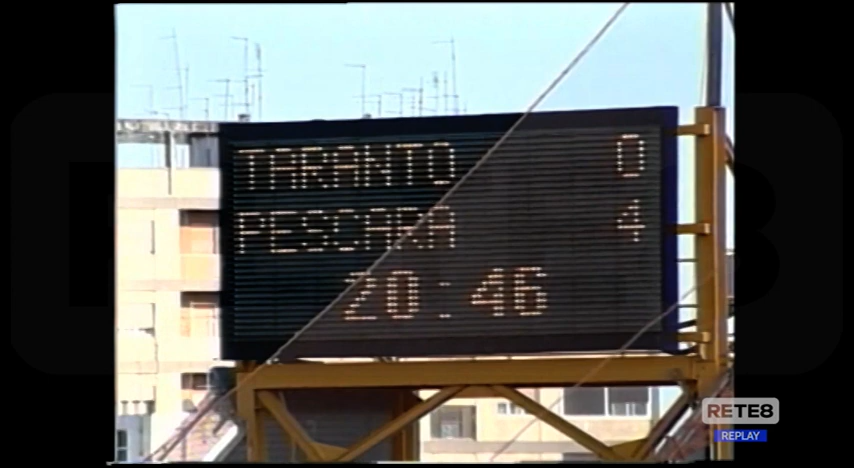 TARANTO 0
PESCARA 4
20:46
RETE8
REPLAY